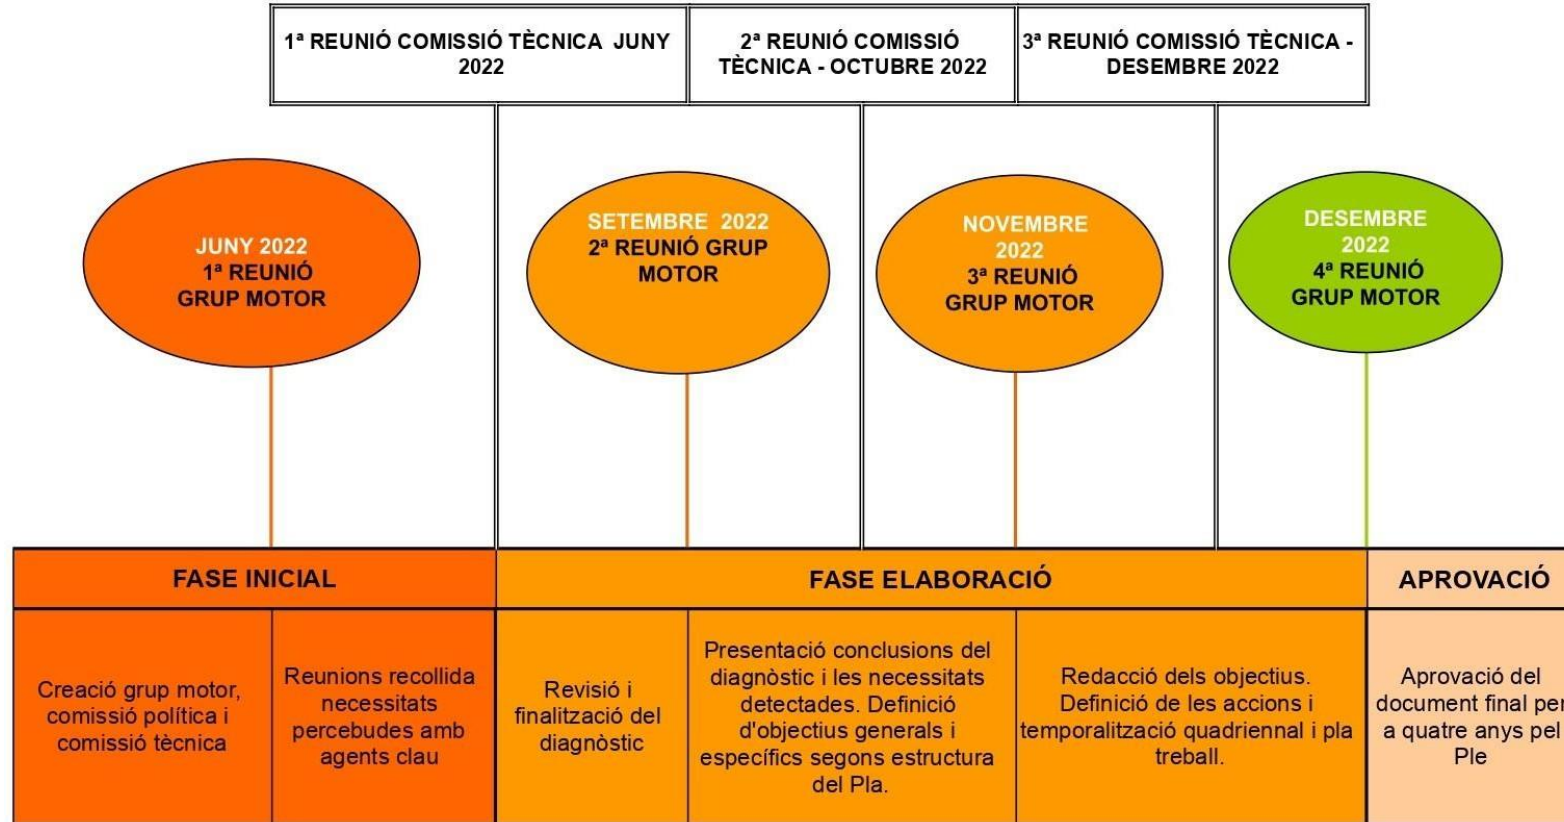 1ª REUNIÓ COMISSIÓ TÈCNICA JUNY
2022
2ª REUNIÓ COMISSIÓ
TÈCNICA - OCTUBRE 2022
3ª REUNIÓ COMISSIÓ TÈCNICA -
DESEMBRE 2022
JUNY 2022
1ª REUNIÓ
GRUP MOTOR
SETEMBRE 2022
2ª REUNIÓ GRUP
MOTOR
NOVEMBRE
2022
3ª REUNIÓ
GRUP MOTOR
DESEMBRE
2022
4ª REUNIÓ
GRUP MOTOR
FASE INICIAL
FASE ELABORACIÓ
APROVACIÓ
Creació grup motor,
comissió política i
comissió tècnica
Reunions recollida
necessitats
percebudes amb
agents clau
Revisió i
finalització del
diagnòstic
Presentació conclusions del
diagnòstic i les necessitats
detectades. Definició
d'objectius generals i
específics segons estructura
del Pla.
Redacció dels objectius.
Definició de les accions i
temporalització quadriennal i pla
treball.
Aprovació del
document final per
a quatre anys pel
Ple